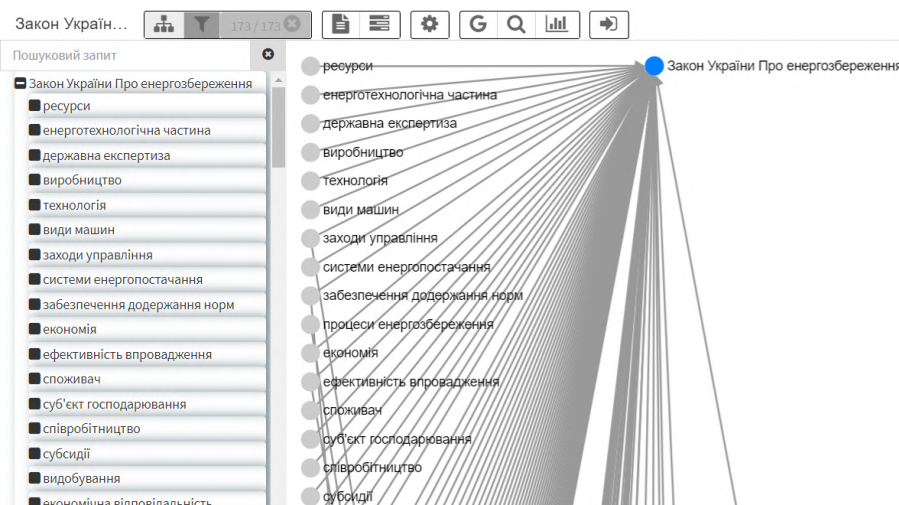 Закон Україн...
173 / 173
Пошуковий запит
Закон України Про енергозбереження
ресурси
енерготехнологічна частина
державна експертиза
виробництво
технологія
види машин
заходи управління
системи енергопостачання
забезпечення додержання норм
економія
ефективність впровадження
споживач
суб'єкт господарювання
співробітництво
субсидії
видобування
економічна відповідальність
ресурси
енерготехнологічна частина
державна експертиза
виробництво
технологія
види машин
заходи управління
системи енергопостачання
забезпечення додержання норм
процеси енергозбереження
економія
ефективність впровадження
споживач
суб'єкт господарювання
співробітництво
субсидії
Закон України Про енергозбереження